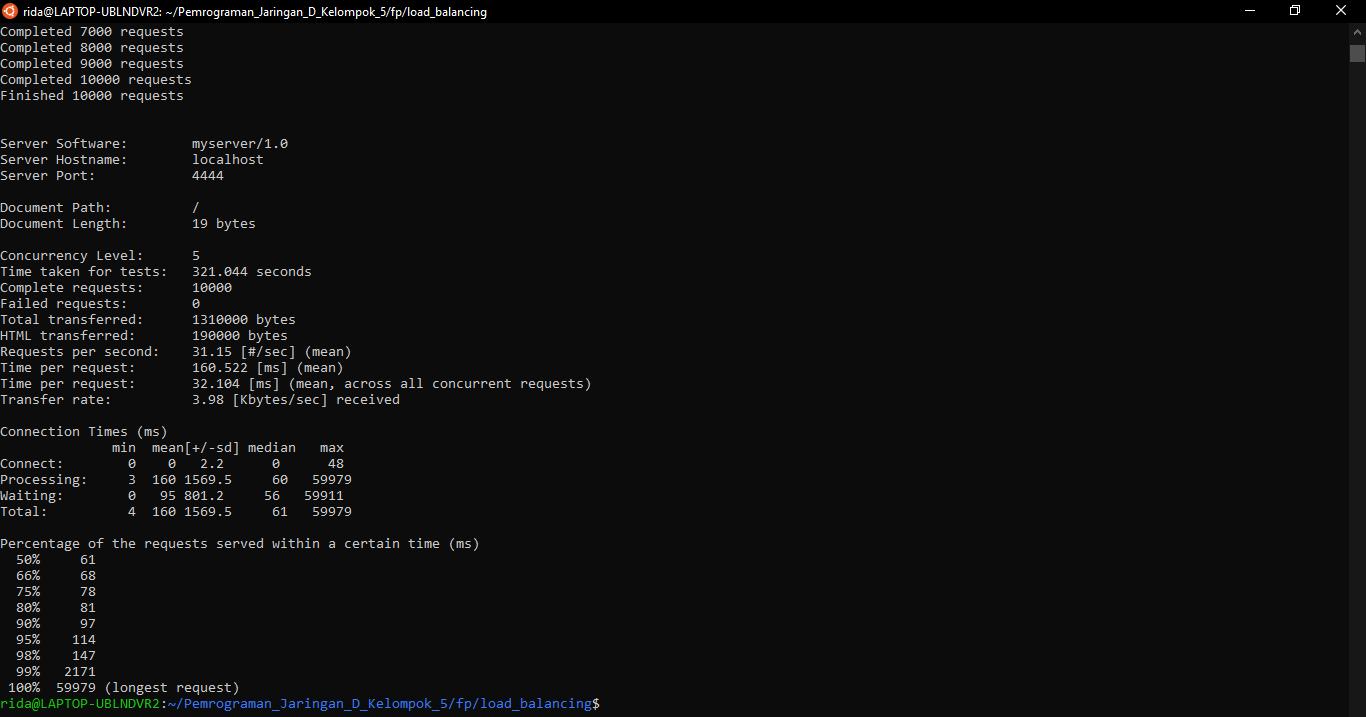 rida@LAPTOP-UBLNDVR2: ~/Pemrograman_Jaringan_D_Kelompok_5/fp/load_balancing
Completed 7000 requests
Completed 8000 requests
Completed 9000 requests
Completed 10000 requests
Finished 10000 requests
Server Software:        myserver/1.0
Server Hostname:        localhost
Server Port:            4444
Document Path:          /
Document Length:        19 bytes
Concurrency Level:      5
Time taken for tests:   321.044 seconds
Complete requests:      10000
Failed requests:        0
Total transferred:      1310000 bytes
HTML transferred:       190000 bytes
Requests per second:    31.15 [#/sec] (mean)
Time per request:       160.522 [ms] (mean)
Time per request:       32.104 [ms] (mean, across all concurrent requests)
Transfer rate:          3.98 [Kbytes/sec] received
Connection Times (ms)
              min  mean[+/-sd] median   max
Connect:        0    0   2.2      0      48
Processing:     3  160 1569.5     60   59979
Waiting:        0   95 801.2     56   59911
Total:          4  160 1569.5     61   59979
Percentage of the requests served within a certain time (ms)
  50%     61
  66%     68
  75%     78
  80%     81
  90%     97
  95%    114
  98%    147
  99%   2171
 100%  59979 (longest request)
rida@LAPTOP-UBLNDVR2:~/Pemrograman_Jaringan_D_Kelompok_5/fp/load_balancing$